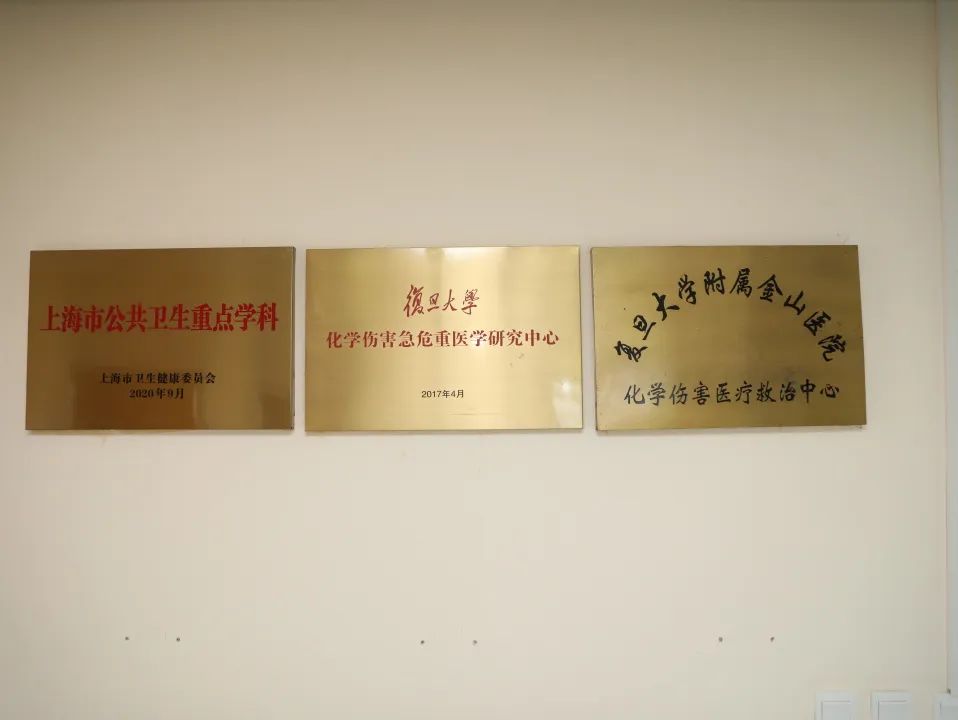 上海市公共卫生重点学科
上海市卫生健康委员会
2020年9月
復旦大學
化学伤害急危重医学研究中心
2017年4月
复旦大学附属金山医院
化学伤害医疗救治中心